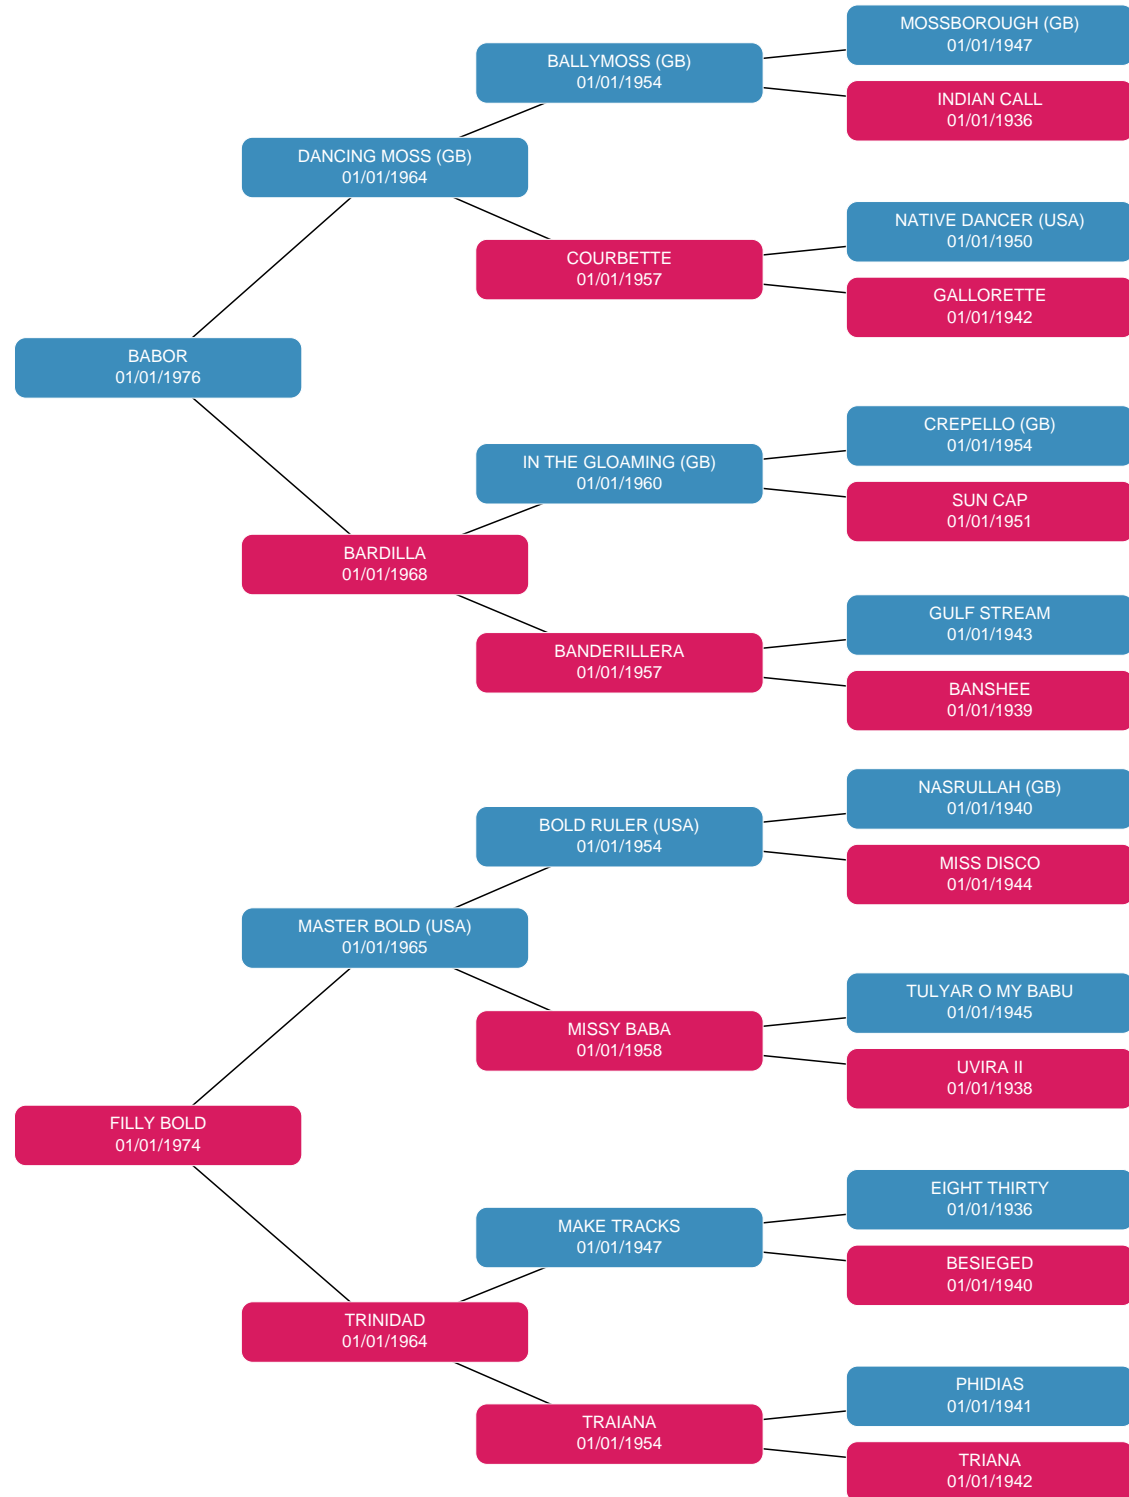 MOSSBOROUGH (GB)
01/01/1947
BALLYMOSS (GB)
01/01/1954
INDIAN CALL
01/01/1936
DANCING MOSS (GB)
01/01/1964
NATIVE DANCER (USA)
01/01/1950
COURBETTE
01/01/1957
GALLORETTE
01/01/1942
BABOR
01/01/1976
CREPELLO (GB)
01/01/1954
IN THE GLOAMING (GB)
01/01/1960
SUN CAP
01/01/1951
BARDILLA
01/01/1968
GULF STREAM
01/01/1943
BANDERILLERA
01/01/1957
BANSHEE
01/01/1939
NASRULLAH (GB)
01/01/1940
BOLD RULER (USA)
01/01/1954
MISS DISCO
01/01/1944
MASTER BOLD (USA)
01/01/1965
TULYAR O MY BABU
01/01/1945
MISSY BABA
01/01/1958
UVIRA II
01/01/1938
FILLY BOLD
01/01/1974
EIGHT THIRTY
01/01/1936
MAKE TRACKS
01/01/1947
BESIEGED
01/01/1940
TRINIDAD
01/01/1964
PHIDIAS
01/01/1941
TRAIANA
01/01/1954
TRIANA
01/01/1942